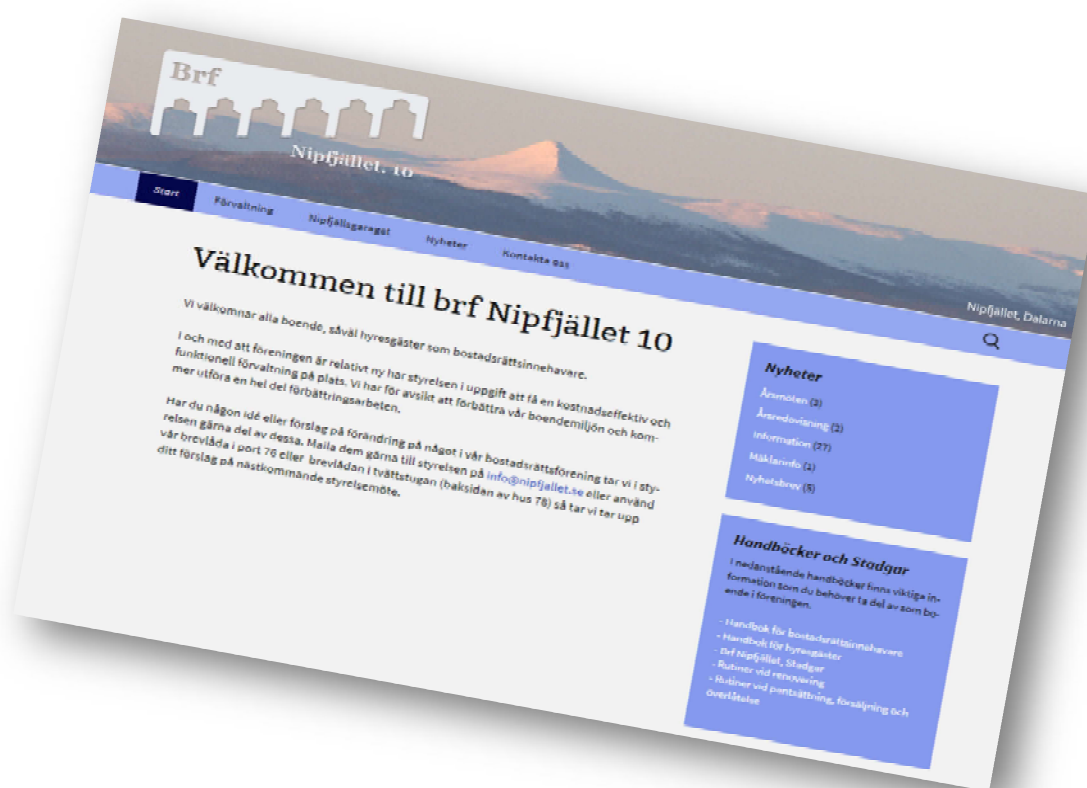 Brf
Nipfjället. 10
Nipfjället, Dalarna
Start
Förvaltning
Nipfjällsgaraget
Nyheter
Kontakta oss
Välkommen till brf Nipfjället 10
Vi välkomnar alla boende, såväl hyresgäster som bostadsrättsinnehavare.
I och med att föreningen är relativt ny har styrelsen i uppgift att få en kostnadseffektiv och
funktionell förvaltning på plats. Vi har för avsikt att förbättra vår boendemiljön och kom-
mer utföra en hel del förbättringsarbeten.
Har du någon idé eller förslag på förändring på något i vår bostadsrättsförening tar vi i sty-
relsen gärna del av dessa. Maila dem gärna till styrelsen på info@nipfjallet.se eller använd
vår brevlåda i port 76 eller brevlådan i tvättstugan (baksidan av hus 78) så tar vi tar upp
ditt förslag på nästkommande styrelsemöte.
Nyheter
Årsmöten (3)
Årsredovisning (3)
Information (27)
Mäklarinfo (1)
Nyhetsbrev (5)
Handböcker och Stadgar
I nedanstående handböcker finns viktiga in-
formation som du behöver ta del av som bo-
ende i föreningen.
- Handbok för bostadsrättsinnehavare
- Handbok för hyresgäster
- Brf Nipfjället, Stadgar
- Rutiner vid renovering
- Rutiner vid pantsättning, försäljning och
överlåtelse